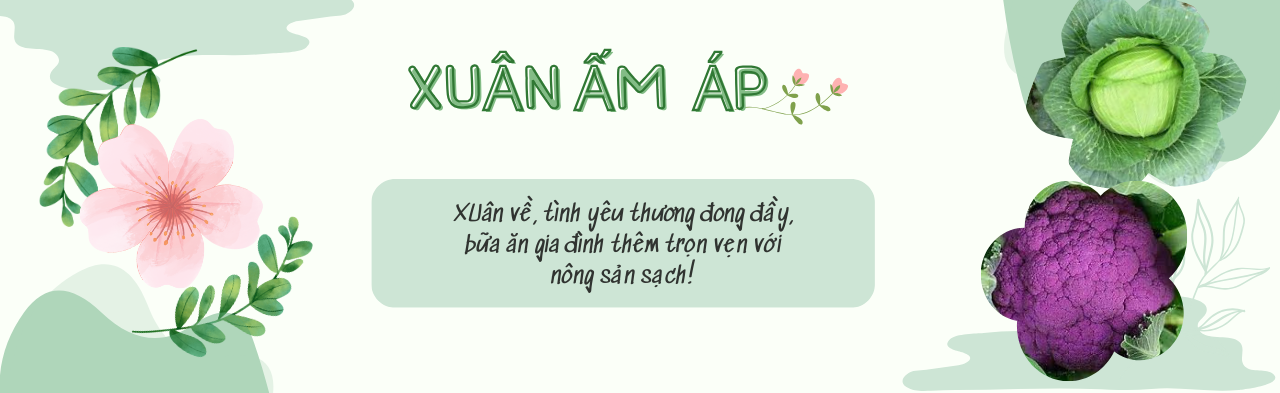 XUÂN ẤM ÁP
XUân về, tình yêu thương đong đầy,
bữa ăn gia đình thêm trọn vẹn với
nông sản sạch!